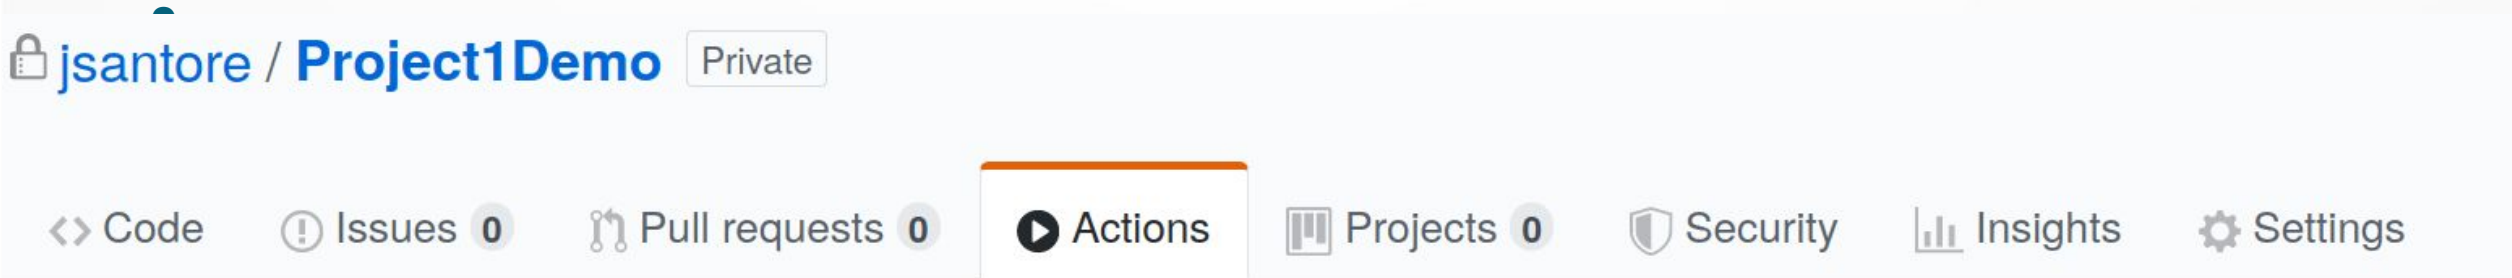 jsantore / Project1Demo Private
Code Issues 0 Pull requests 0 Actions Projects 0 Security Insights Settings